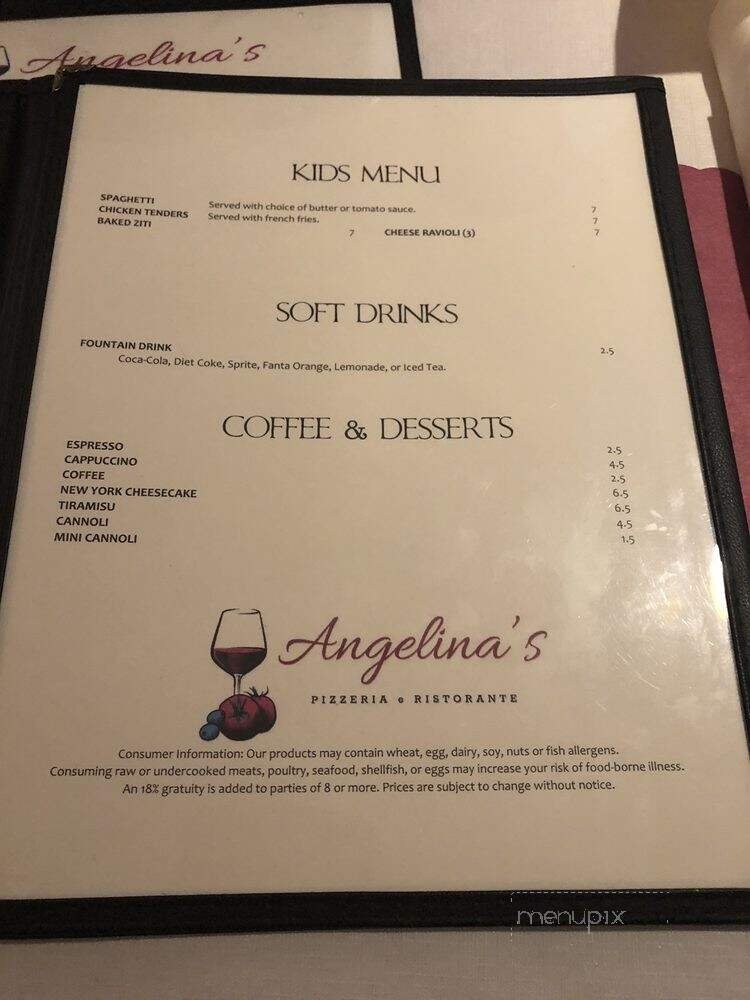 Angelina's
KIDS MENU
SPAGHETTI Served with choice of butter or tomato sauce. 7
CHICKEN TENDERS Served with french fries. 7
BAKED ZITI 7 CHEESE RAVIOLI (3) 7
SOFT DRINKS
FOUNTAIN DRINK 2.5
Coca-Cola, Diet Coke, Sprite, Fanta Orange, Lemonade, or Iced Tea.
COFFEE & DESSERTS
ESPRESSO 2.5
CAPPUCCINO 4.5
COFFEE 2.5
NEW YORK CHEESECAKE 6.5
TIRAMISU 6.5
CANNOLI 4.5
MINI CANNOLI 1.5
Angelina's
PIZZERIA e RISTORANTE
Consumer Information: Our products may contain wheat, egg, dairy, soy, nuts or fish allergens.
Consuming raw or undercooked meats, poultry, seafood, shellfish, or eggs may increase your risk of food-borne illness.
An 18% gratuity is added to parties of 8 or more. Prices are subject to change without notice.
menupix